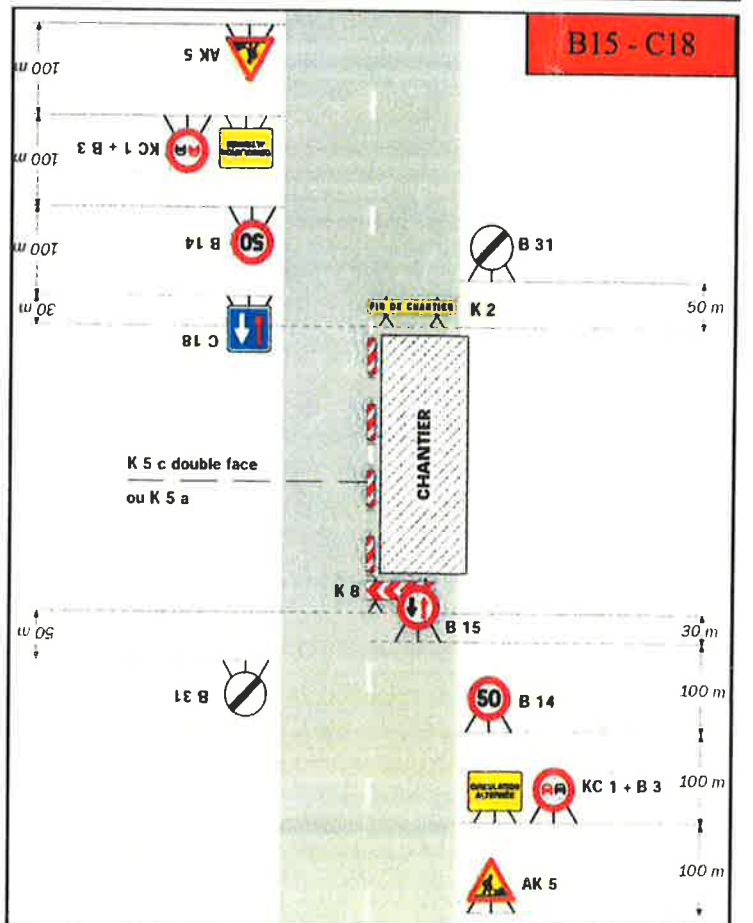 B15 - C18
AK 5
100 m
KC 1 + B 3
CIRCULATION
ALTERNÉE
100 m
50
B 14
100 m
B 31
30 m
FIN DE CHANTIER
K 2
50 m
C 18
CHANTIER
K 5 c double face
ou K 5 a
K 8
B 15
50 m
30 m
B 31
50
B 14
100 m
CIRCULATION
ALTERNÉE
KC 1 + B 3
100 m
AK 5
100 m